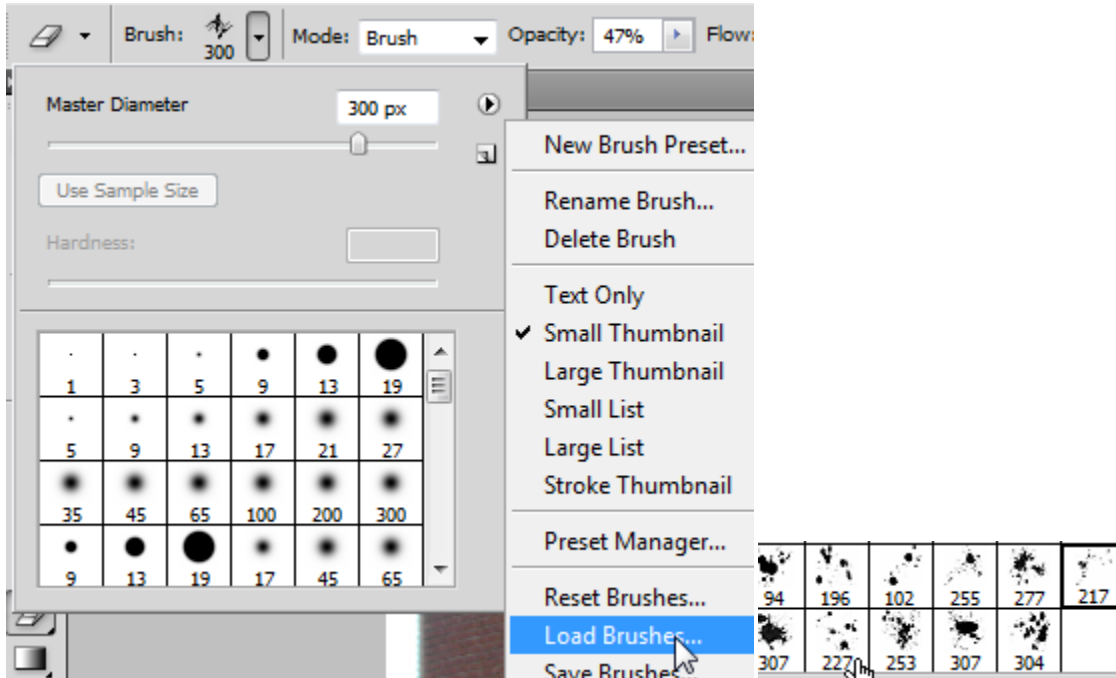 Brush: 300 Mode: Brush Opacity: 47% Flow:
Master Diameter 300 px
Use Sample Size
Hardness:
1 3 5 9 13 19
5 9 13 17 21 27
35 45 65 100 200 300
9 13 19 17 45 65
New Brush Preset...
Rename Brush...
Delete Brush
Text Only
Small Thumbnail
Large Thumbnail
Small List
Large List
Stroke Thumbnail
Preset Manager...
Reset Brushes...
Load Brushes...
Save Brushes
94 196 102 255 277 217
307 227 253 307 304